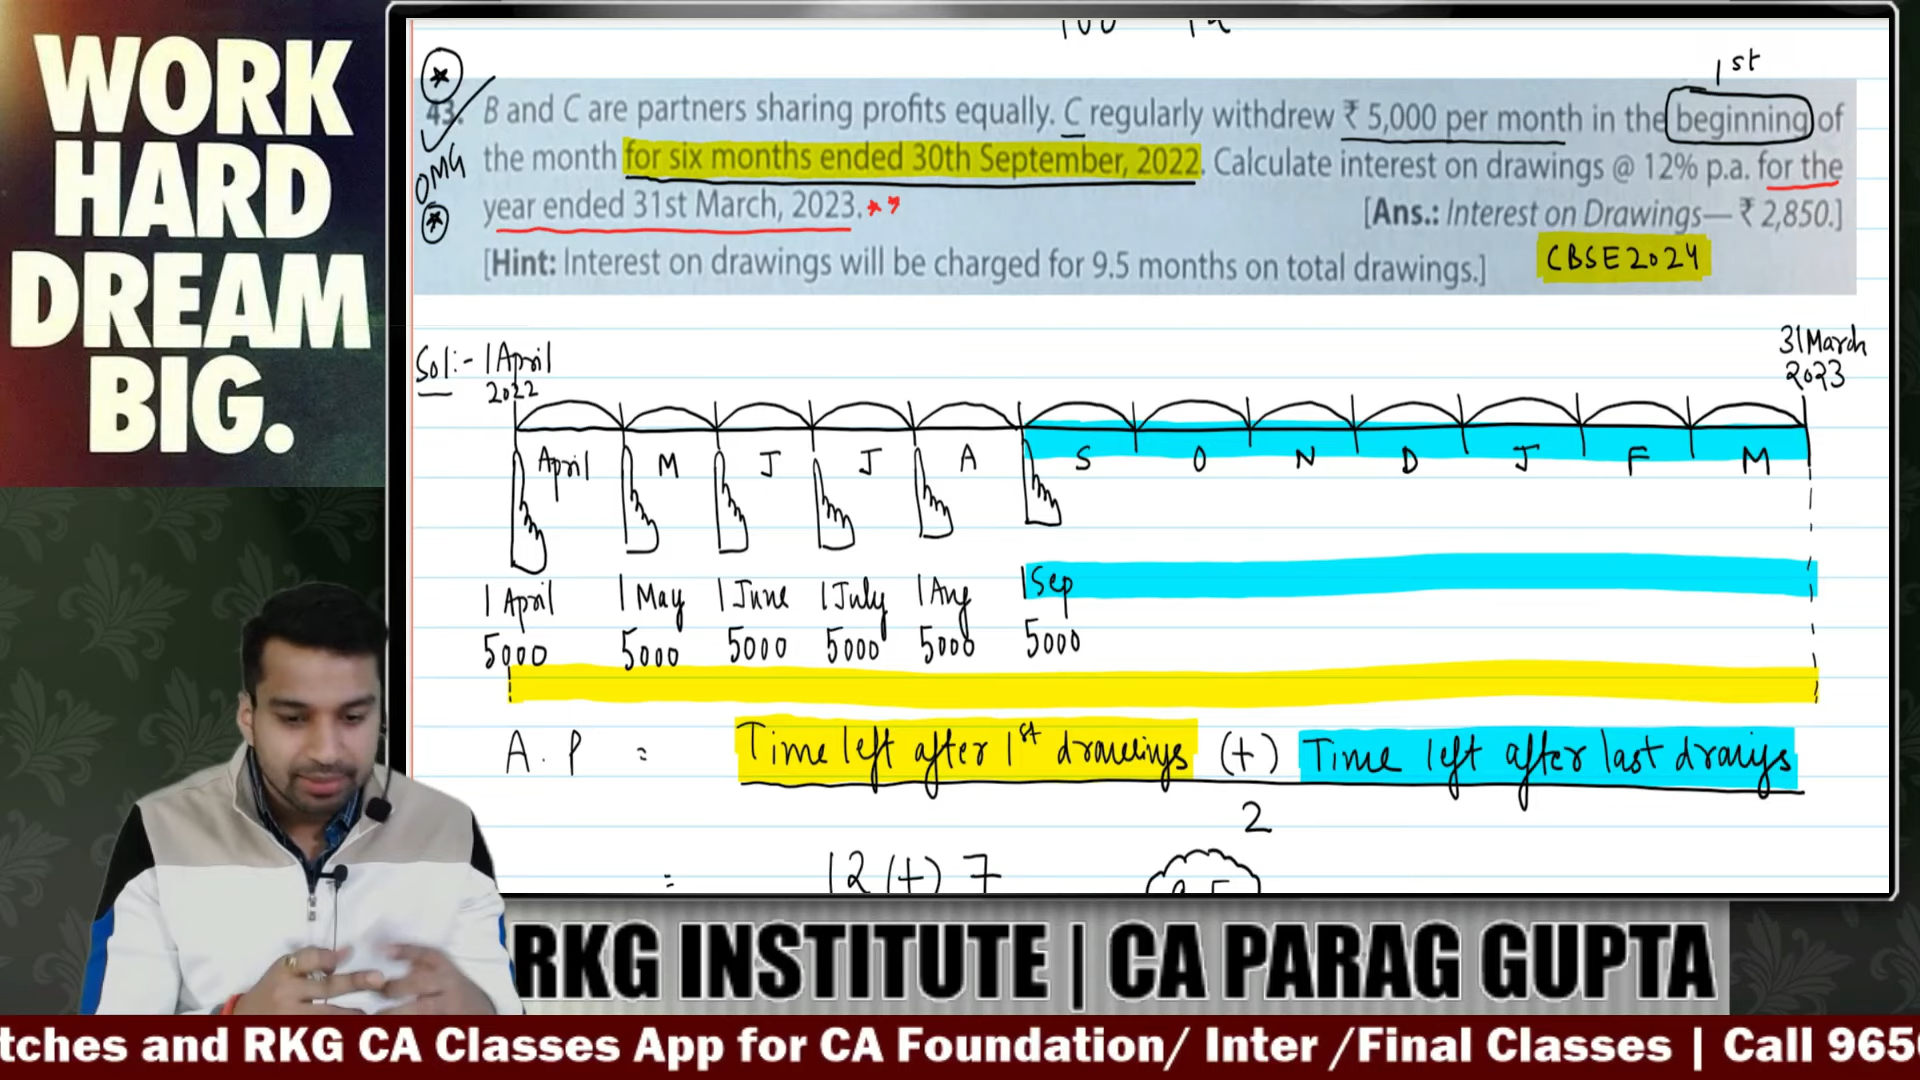 WORK
HARD
DREAM
BIG.
100
1st
43. B and C are partners sharing profits equally. C regularly withdrew ₹ 5,000 per month in the beginning of
the month for six months ended 30th September, 2022. Calculate interest on drawings @ 12% p.a. for the
year ended 31st March, 2023.
[Ans.: Interest on Drawings— ₹ 2,850.]
[Hint: Interest on drawings will be charged for 9.5 months on total drawings.]
CBSE 2024
OMG
Sol:- 1 April
2022
31 March
2023
April M J J A S O N D J F M
1 April 1 May 1 June 1 July 1 Aug 1 Sep
5000 5000 5000 5000 5000 5000
A.P = Time left after 1st drawings (+) Time left after last drawigs
2
= 12 (+) 7
RKG INSTITUTE | CA PARAG GUPTA
tches and RKG CA Classes App for CA Foundation/ Inter /Final Classes | Call 965